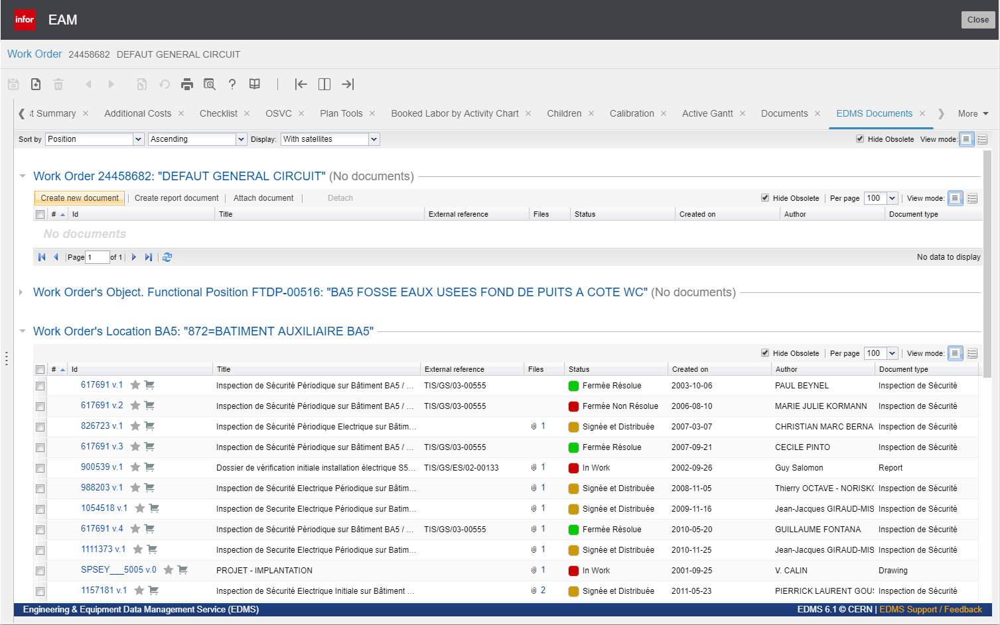 infor EAM Close
Work Order 24458682 DEFAUT GENERAL CIRCUIT
st Summary Additional Costs Checklist OSVC Plan Tools Booked Labor by Activity Chart Children Calibration Active Gantt Documents EDMS Documents More
Sort by Position Ascending Display: With satellites Hide Obsolete View mode:
Work Order 24458682: "DEFAUT GENERAL CIRCUIT" (No documents)
Create new document Create report document Attach document Detach Hide Obsolete Per page 100 View mode:
# Id Title External reference Files Status Created on Author Document type
No documents
Page 1 of 1 No data to display
Work Order's Object. Functional Position FTDP-00516: "BA5 FOSSE EAUX USEES FOND DE PUITS A COTE WC" (No documents)
Work Order's Location BA5: "872=BATIMENT AUXILIAIRE BA5"
Hide Obsolete Per page 100 View mode:
# Id Title External reference Files Status Created on Author Document type
617691 v.1 Inspection de Sécurité Périodique sur Bâtiment BA5 / ... TIS/GS/03-00555 Fermée Résolue 2003-10-06 PAUL BEYNEL Inspection de Sécurité
617691 v.2 Inspection de Sécurité Périodique sur Bâtiment BA5 / ... TIS/GS/03-00555 Fermée Non Résolue 2006-08-10 MARIE JULIE KORMANN Inspection de Sécurité
826723 v.1 Inspection de Sécurité Périodique Electrique sur Bâtim... 1 Signée et Distribuée 2007-03-07 CHRISTIAN MARC BERNA Inspection de Sécurité
617691 v.3 Inspection de Sécurité Périodique sur Bâtiment BA5 / ... TIS/GS/03-00555 Fermée Résolue 2007-09-21 CECILE PINTO Inspection de Sécurité
900539 v.1 Dossier de vérification initiale installation électrique S5... TIS/GS/ES/02-00133 1 In Work 2002-09-26 Guy Salomon Report
988203 v.1 Inspection de Sécurité Electrique Périodique sur Bâtim... 1 Signée et Distribuée 2008-11-05 Thierry OCTAVE - NORISKO Inspection de Sécurité
1054518 v.1 Inspection de Securite Electrique Périodique sur Batim... 1 Signée et Distribuée 2009-11-16 Jean-Jacques GIRAUD-MIS Inspection de Sécurité
617691 v.4 Inspection de Sécurité Périodique sur Bâtiment BA5 / ... TIS/GS/03-00555 1 Fermée Résolue 2010-05-20 GUILLAUME FONTANA Inspection de Sécurité
1111373 v.1 Inspection de Securite Electrique Périodique sur Batim... 1 Signée et Distribuée 2010-11-25 Jean-Jacques GIRAUD-MIS Inspection de Sécurité
SPSEY___5005 v.0 PROJET - IMPLANTATION 1 In Work 2001-09-25 V. CALIN Drawing
1157181 v.1 Inspection de Sécurité Electrique Initiale sur Bâtiment ... 2 Signée et Distribuée 2011-05-23 PIERRICK LAURENT GOUS Inspection de Sécurité
Engineering & Equipment Data Management Service (EDMS) EDMS 6.1 © CERN | EDMS Support / Feedback